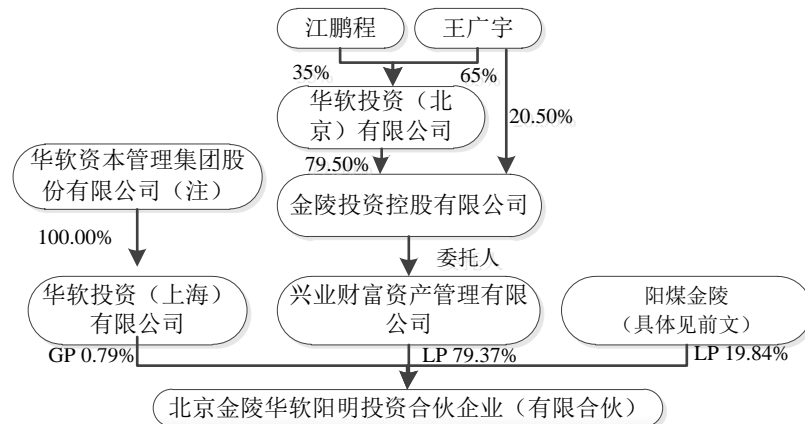 江鹏程
王广宇
35%
65%
华软投资（北
京）有限公司
20.50%
79.50%
华软资本管理集团股
份有限公司（注）
金陵投资控股有限公司
100.00%
委托人
华软投资（上海）
有限公司
兴业财富资产管理有限
公司
阳煤金陵
（具体见前文）
GP 0.79%
LP 79.37%
LP 19.84%
北京金陵华软阳明投资合伙企业（有限合伙）